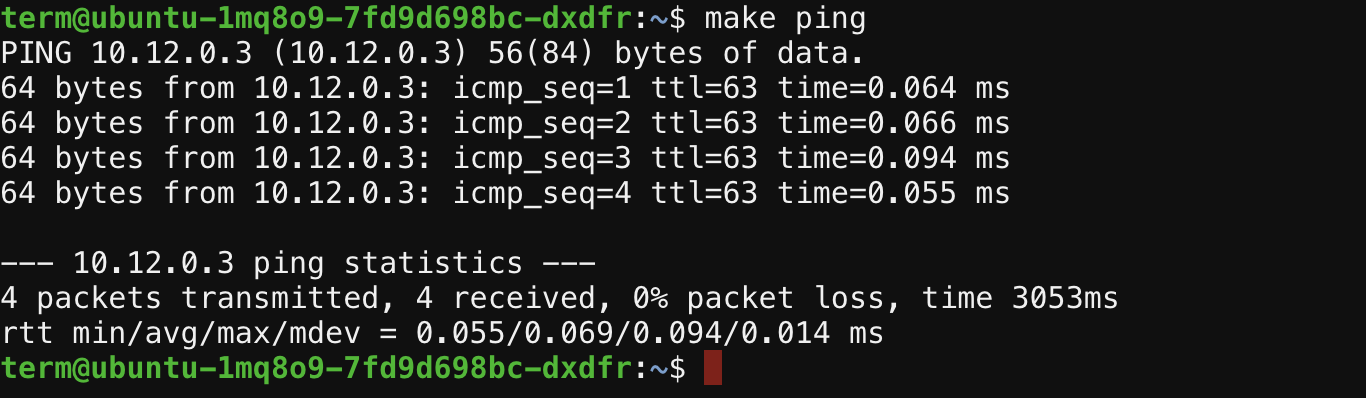 term@ubuntu-1mq8o9-7fd9d698bc-dxdfr:~$ make ping
PING 10.12.0.3 (10.12.0.3) 56(84) bytes of data.
64 bytes from 10.12.0.3: icmp_seq=1 ttl=63 time=0.064 ms
64 bytes from 10.12.0.3: icmp_seq=2 ttl=63 time=0.066 ms
64 bytes from 10.12.0.3: icmp_seq=3 ttl=63 time=0.094 ms
64 bytes from 10.12.0.3: icmp_seq=4 ttl=63 time=0.055 ms

--- 10.12.0.3 ping statistics ---
4 packets transmitted, 4 received, 0% packet loss, time 3053ms
rtt min/avg/max/mdev = 0.055/0.069/0.094/0.014 ms
term@ubuntu-1mq8o9-7fd9d698bc-dxdfr:~$